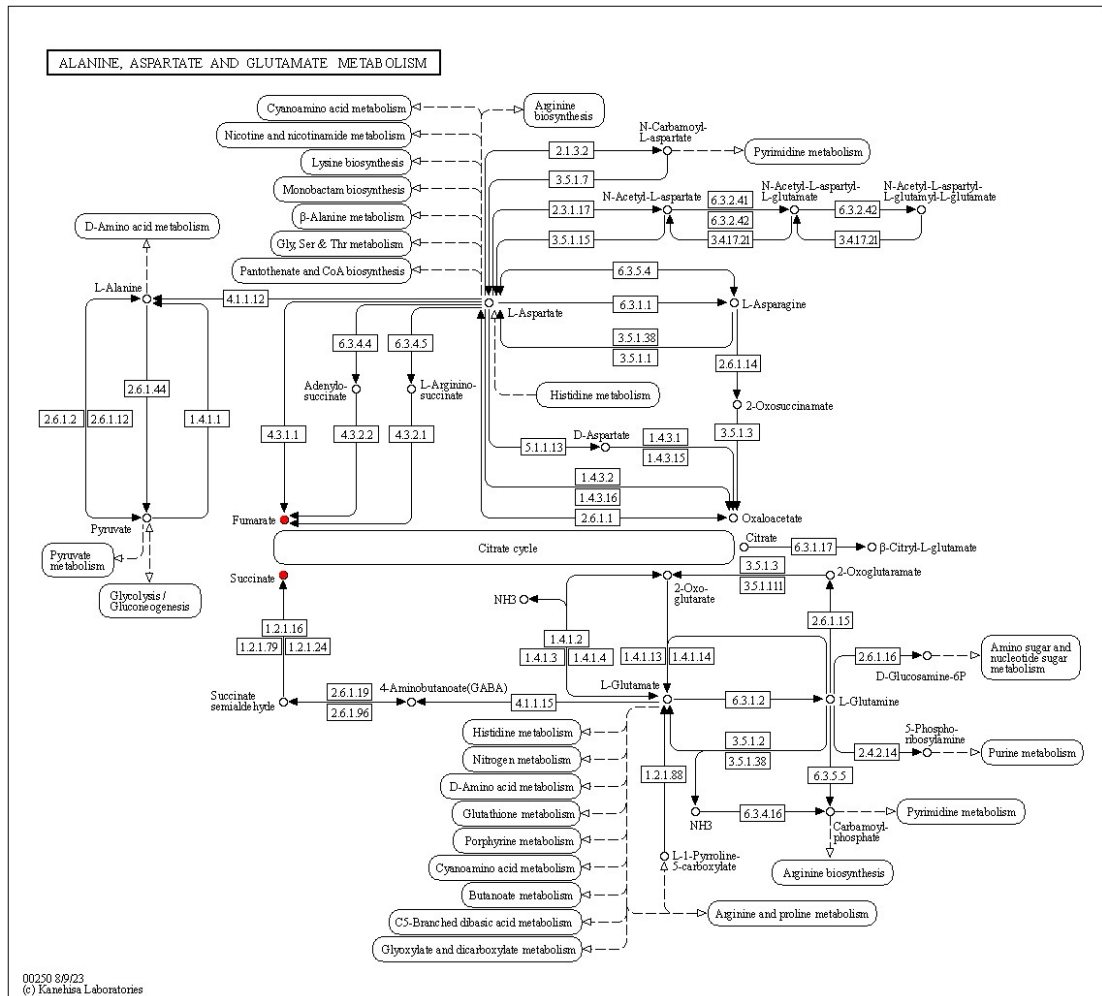 ALANINE, ASPARTATE AND GLUTAMATE METABOLISM
Cyanoamino acid metabolism
Arginine
biosynthesis
Nicotine and nicotinamide metabolism
Lysine biosynthesis
Monobactam biosynthesis
β-Alanine metabolism
Gly, Ser & Thr metabolism
Pantothenate and CoA biosynthesis
N-Carbamoyl-
L-aspartate
2.1.3.2
Pyrimidine metabolism
3.5.1.7
N-Acetyl-L-aspartate
N-Acetyl-L-aspartyl-
L-glutamate
N-Acetyl-L-aspartyl-
L-glutamyl-L-glutamate
2.3.1.17
6.3.2.41
6.3.2.42
6.3.2.42
3.5.1.15
3.4.17.21
3.4.17.21
D-Amino acid metabolism
L-Alanine
4.1.1.12
L-Aspartate
6.3.5.4
6.3.1.1
L-Asparagine
3.5.1.38
3.5.1.1
6.3.4.4
6.3.4.5
2.6.1.14
Adenylo-
succinate
L-Arginino-
succinate
Histidine metabolism
2-Oxosuccinamate
2.6.1.44
2.6.1.2
2.6.1.12
1.4.1.1
4.3.1.1
4.3.2.2
4.3.2.1
D-Aspartate
5.1.1.13
1.4.3.1
1.4.3.15
3.5.1.3
1.4.3.2
1.4.3.16
2.6.1.1
Pyruvate
Fumarate
Oxaloacetate
Pyruvate
metabolism
Glycolysis /
Gluconeogenesis
Citrate cycle
Citrate
6.3.1.17
β-Citryl-L-glutamate
Succinate
2-Oxo-
glutarate
3.5.1.3
3.5.1.111
2-Oxoglutaramate
NH3
1.2.1.16
1.2.1.79
1.2.1.24
1.4.1.2
1.4.1.3
1.4.1.4
1.4.1.13
1.4.1.14
2.6.1.15
2.6.1.16
D-Glucosamine-6P
Amino sugar and
nucleotide sugar
metabolism
Succinate
semialdehyde
2.6.1.19
2.6.1.96
4-Aminobutanoate(GABA)
4.1.1.15
L-Glutamate
6.3.1.2
L-Glutamine
5-Phospho-
ribosylamine
2.4.2.14
Purine metabolism
3.5.1.2
3.5.1.38
1.2.1.88
6.3.5.5
NH3
6.3.4.16
Carbamoyl-
phosphate
Pyrimidine metabolism
Arginine biosynthesis
Histidine metabolism
Nitrogen metabolism
D-Amino acid metabolism
Glutathione metabolism
Porphyrine metabolism
Cyanoamino acid metabolism
Butanoate metabolism
C5-Branched dibasic acid metabolism
Glyoxylate and dicarboxylate metabolism
L-1-Pyrroline-
5-carboxylate
Arginine and proline metabolism
00250 8/9/23
(c) Kanehisa Laboratories